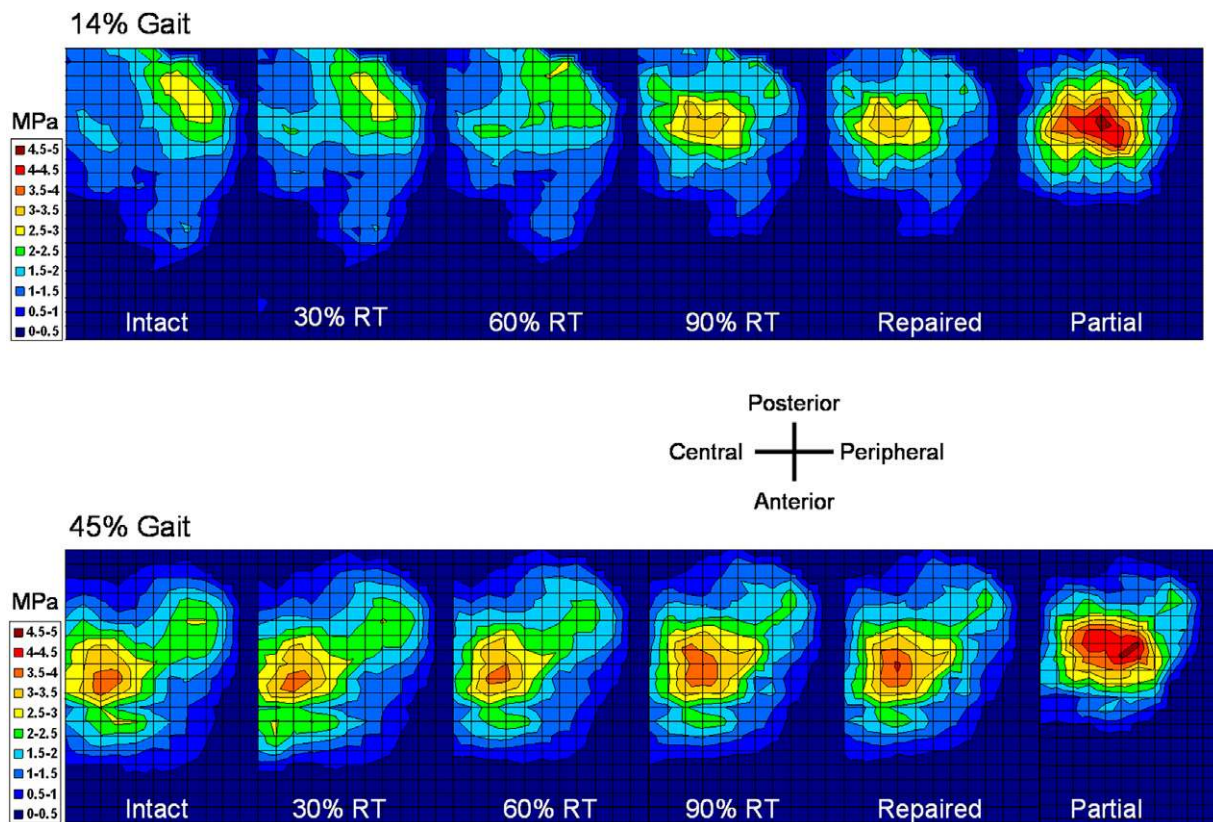 14% Gait
MPa
4.5-5
4-4.5
3.5-4
3-3.5
2.5-3
2-2.5
1.5-2
1-1.5
0.5-1
0-0.5
Intact
30% RT
60% RT
90% RT
Repaired
Partial
Posterior
Central
Peripheral
Anterior
45% Gait
MPa
4.5-5
4-4.5
3.5-4
3-3.5
2.5-3
2-2.5
1.5-2
1-1.5
0.5-1
0-0.5
Intact
30% RT
60% RT
90% RT
Repaired
Partial